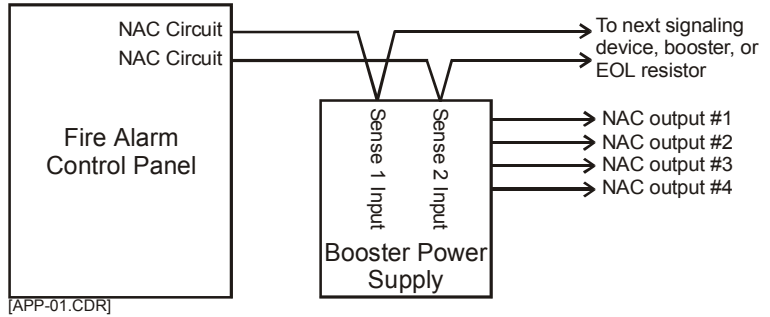 NAC Circuit
NAC Circuit
Fire Alarm
Control Panel
[APP-01.CDR]
To next signaling
device, booster, or
EOL resistor
Sense 1 Input
Sense 2 Input
Booster Power
Supply
NAC output #1
NAC output #2
NAC output #3
NAC output #4